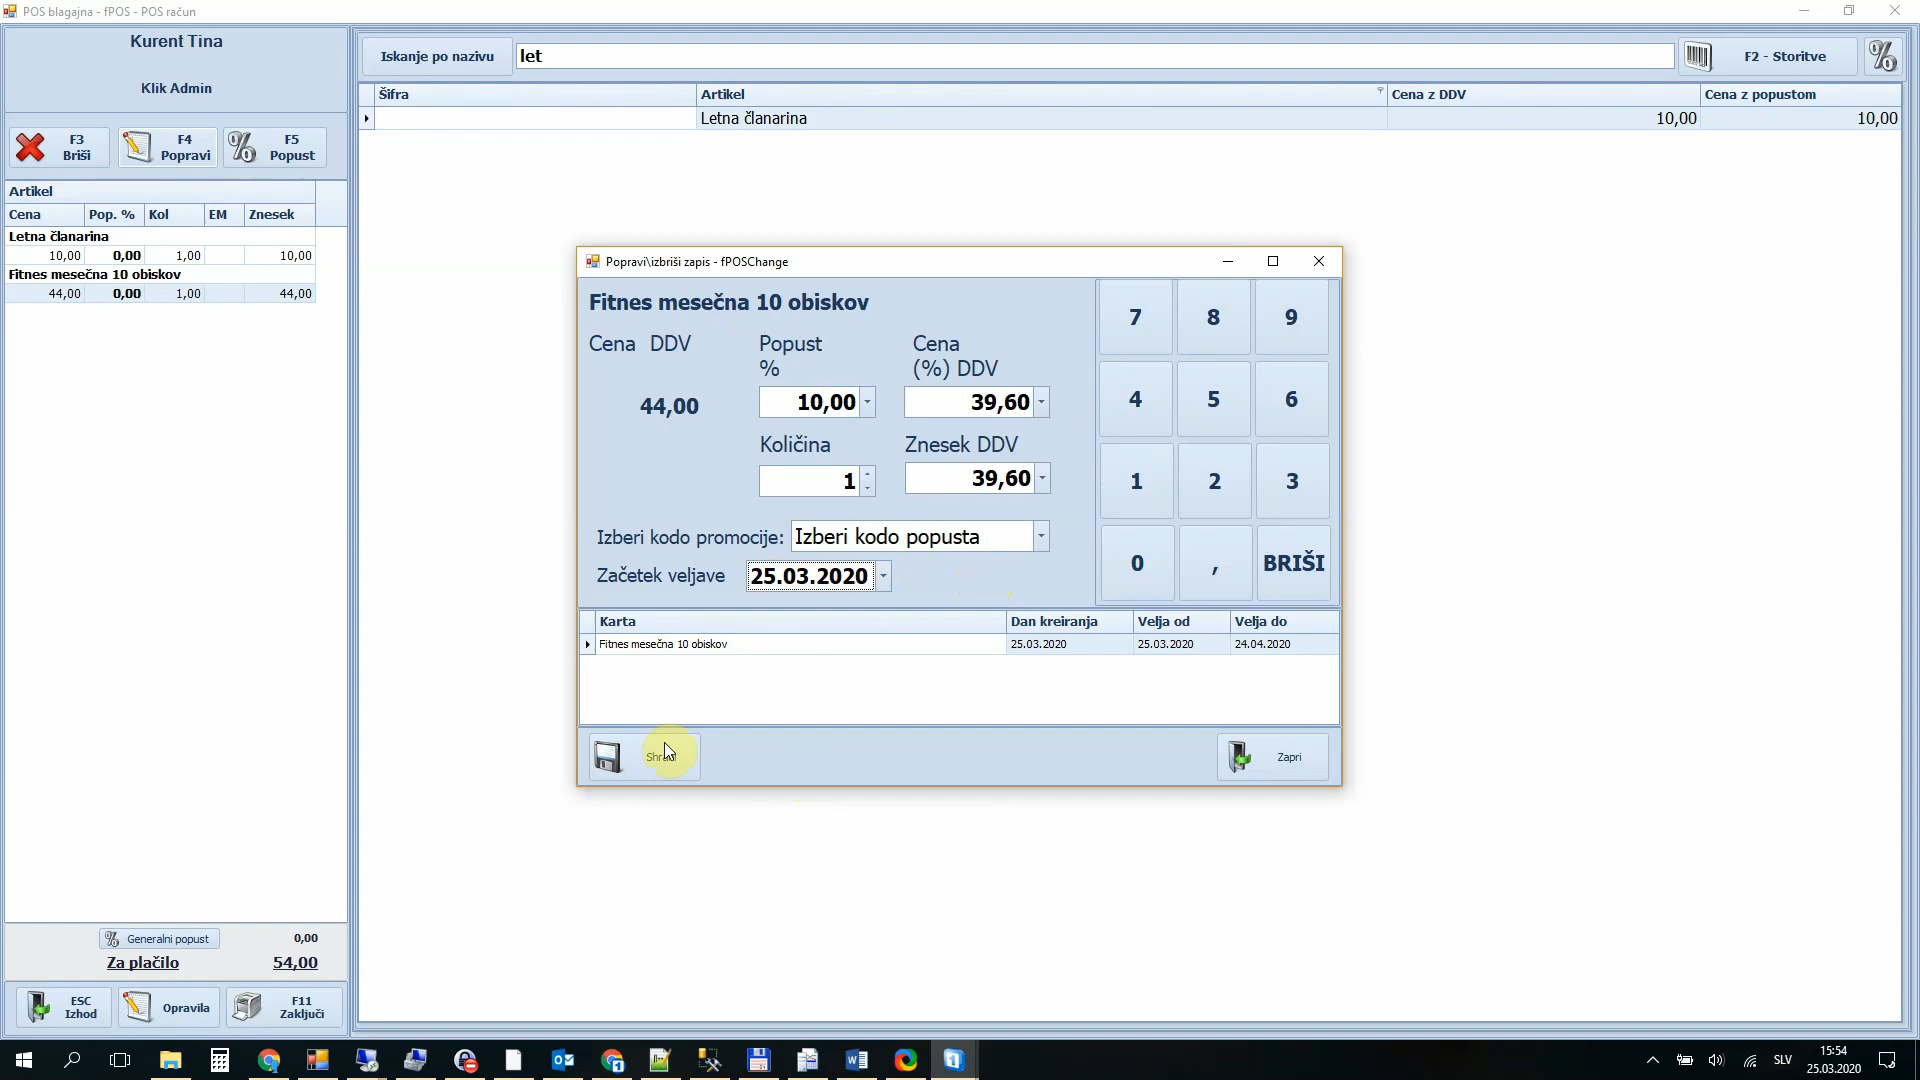 POS blagajna - fPOS - POS račun
Kurent Tina
Klik Admin
F3 Briši
F4 Popravi
F5 Popust
Artikel
Cena Pop. % Kol EM Znesek
Letna članarina
10,00 0,00 1,00 10,00
Fitnes mesečna 10 obiskov
44,00 0,00 1,00 44,00
Generalni popust 0,00
Za plačilo 54,00
ESC Izhod
Opravila
F11 Zaključi
Iskanje po nazivu let F2 - Storitve
Šifra Artikel Cena z DDV Cena z popustom
Letna članarina 10,00 10,00
Popravi\izbriši zapis - fPOSChange
Fitnes mesečna 10 obiskov
Cena DDV Popust % Cena (%) DDV
44,00 10,00 39,60
Količina Znesek DDV
1 39,60
Izberi kodo promocije: Izberi kodo popusta
Začetek veljave 25.03.2020
7 8 9
4 5 6
1 2 3
0 , BRIŠI
Karta Dan kreiranja Velja od Velja do
Fitnes mesečna 10 obiskov 25.03.2020 25.03.2020 24.04.2020
Zapri
SLV
15:54
25.03.2020